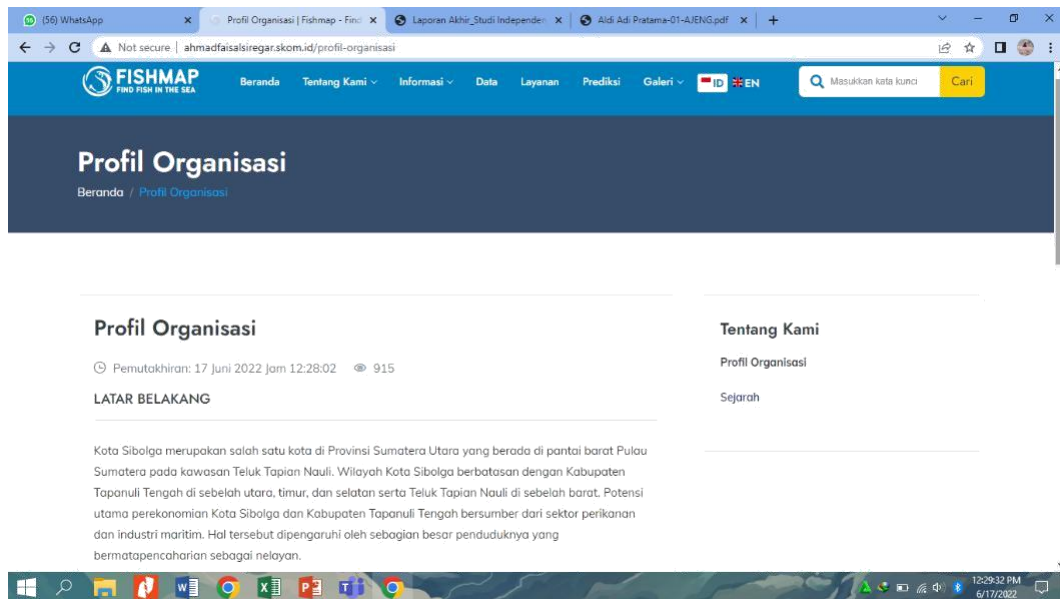 (56) WhatsApp
Profil Organisasi | Fishmap - Find
Laporan Akhir_Studi Independen
Aldi Adi Pratama-01-AJENG.pdf
Not secure | ahmadfaisalsiregar.skom.id/profil-organisasi
FISHMAP
FIND FISH IN THE SEA
Beranda Tentang Kami Informasi Data Layanan Prediksi Galeri ID EN
Masukkan kata kunci Cari
Profil Organisasi
Beranda / Profil Organisasi
Profil Organisasi
Pemutakhiran: 17 Juni 2022 Jam 12:28:02 915
LATAR BELAKANG
Kota Sibolga merupakan salah satu kota di Provinsi Sumatera Utara yang berada di pantai barat Pulau
Sumatera pada kawasan Teluk Tapian Nauli. Wilayah Kota Sibolga berbatasan dengan Kabupaten
Tapanuli Tengah di sebelah utara, timur, dan selatan serta Teluk Tapian Nauli di sebelah barat. Potensi
utama perekonomian Kota Sibolga dan Kabupaten Tapanuli Tengah bersumber dari sektor perikanan
dan industri maritim. Hal tersebut dipengaruhi oleh sebagian besar penduduknya yang
bermatapencaharian sebagai nelayan.
Tentang Kami
Profil Organisasi
Sejarah
12:29:32 PM
6/17/2022